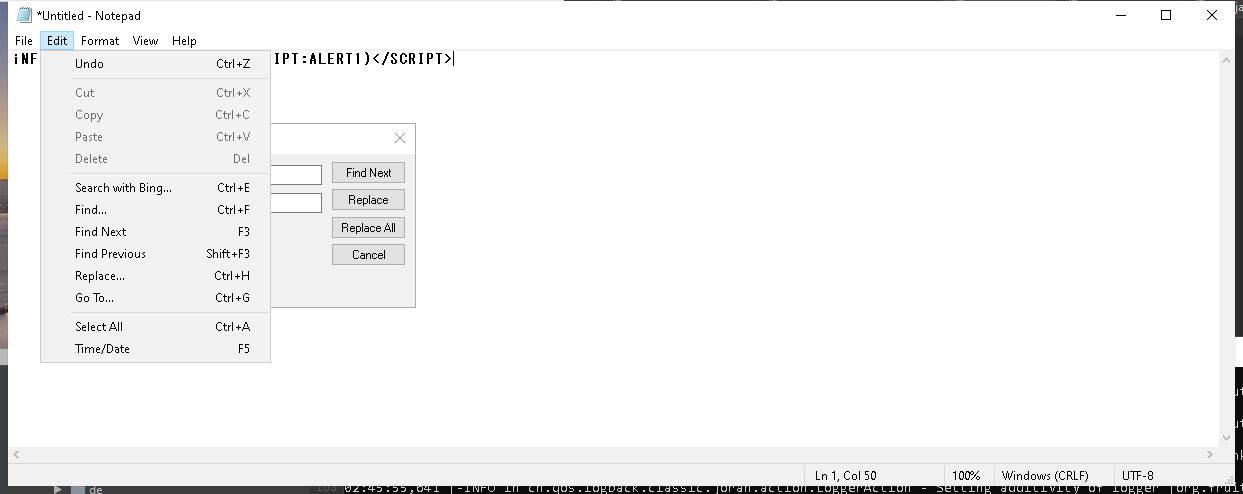 *Untitled - Notepad
File Edit Format View Help
iNF IPT:ALERT1)</SCRIPT>
Undo Ctrl+Z
Cut Ctrl+X
Copy Ctrl+C
Paste Ctrl+V
Delete Del
Search with Bing... Ctrl+E
Find... Ctrl+F
Find Next F3
Find Previous Shift+F3
Replace... Ctrl+H
Go To... Ctrl+G
Select All Ctrl+A
Time/Date F5
Find Next
Replace
Replace All
Cancel
Ln 1, Col 50 100% Windows (CRLF) UTF-8
de 02:45:55,641 |-INFO in ch.qos.logback.classic.joran.action.LoggerAction - Setting additivity of logger